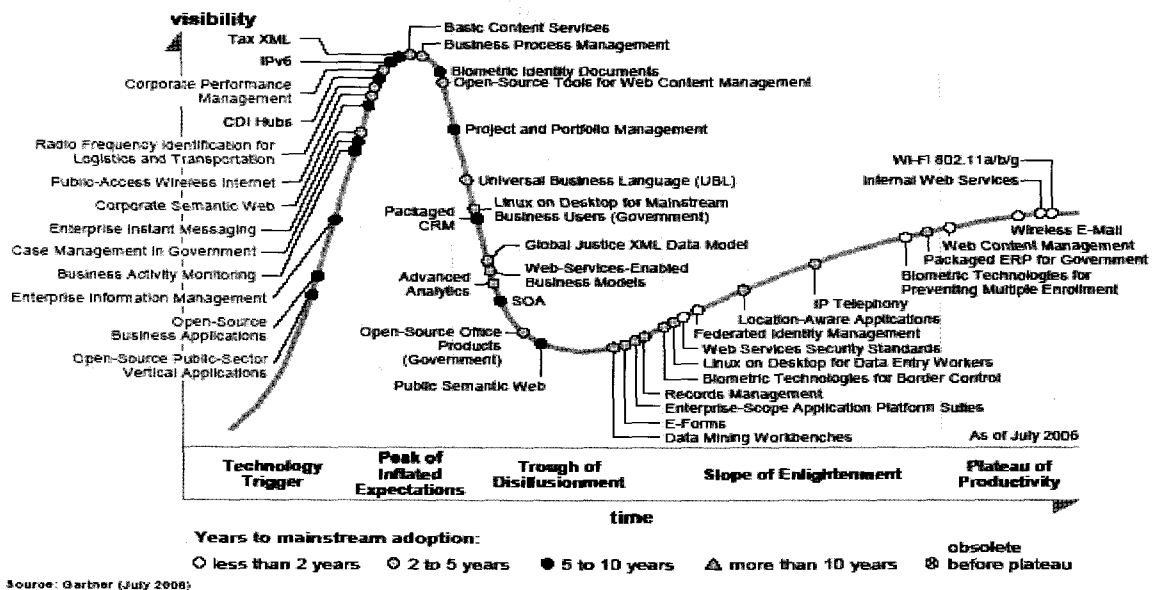 visibility
Tax XML
IPv6
Corporate Performance
Management
CDI Hubs
Radio Frequency Identification for
Logistics and Transportation
Public-Access Wireless Internet
Corporate Semantic Web
Enterprise Instant Messaging
Case Management in Government
Business Activity Monitoring
Enterprise Information Management
Open-Source
Business Applications
Open-Source Public-Sector
Vertical Applications
Basic Content Services
Business Process Management
Biometric Identity Documents
Open-Source Tools for Web Content Management
Project and Portfolio Management
Universal Business Language (UBL)
Linux on Desktop for Mainstream
Business Users (Government)
Packaged
CRM
Global Justice XML Data Model
Web-Services-Enabled
Business Models
Advanced
Analytics
SOA
Open-Source Office
Products
(Government)
Public Semantic Web
Wi-Fi 802.11a/b/g
Internal Web Services
Wireless E-Mail
Web Content Management
Packaged ERP for Government
Biometric Technologies for
Preventing Multiple Enrollment
IP Telephony
Location-Aware Applications
Federated Identity Management
Web Services Security Standards
Linux on Desktop for Data Entry Workers
Biometric Technologies for Border Control
Records Management
Enterprise-Scope Application Platform Suites
E-Forms
Data Mining Workbenches
As of July 2006
Technology
Trigger
Peak of
Inflated
Expectations
Trough of
Disillusionment
Slope of Enlightenment
Plateau of
Productivity
time
Years to mainstream adoption:
less than 2 years
2 to 5 years
5 to 10 years
more than 10 years
obsolete
before plateau
Source: Gartner (July 2006)